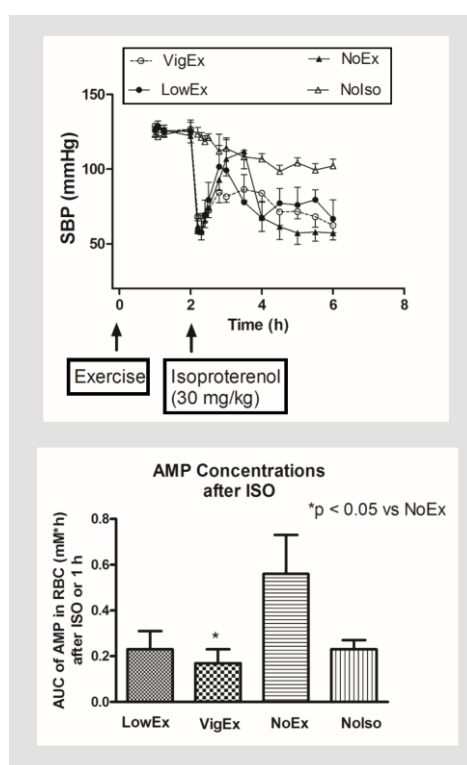 VigEx NoEx
LowEx NoIso
150
100
50
SBP (mmHg)
0 2 4 6 8
Time (h)
Exercise
Isoproterenol
(30 mg/kg)
AMP Concentrations
after ISO
*p < 0.05 vs NoEx
0.8
0.6
0.4
0.2
0.0
AUC of AMP in RBC (mM*h)
after ISO or 1 h
*
LowEx VigEx NoEx NoIso